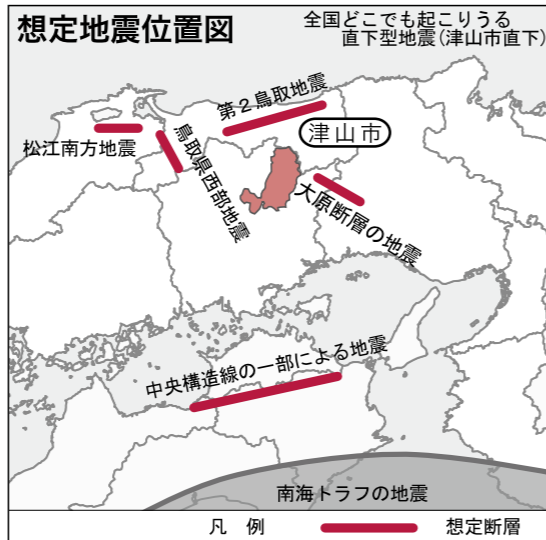 想定地震位置図
全国どこでも起こりうる
直下型地震(津山市直下)
第2鳥取地震
津山市
松江南方地震
鳥取県西部地震
大原断層の地震
中央構造線の一部による地震
南海トラフの地震
凡 例
想定断層